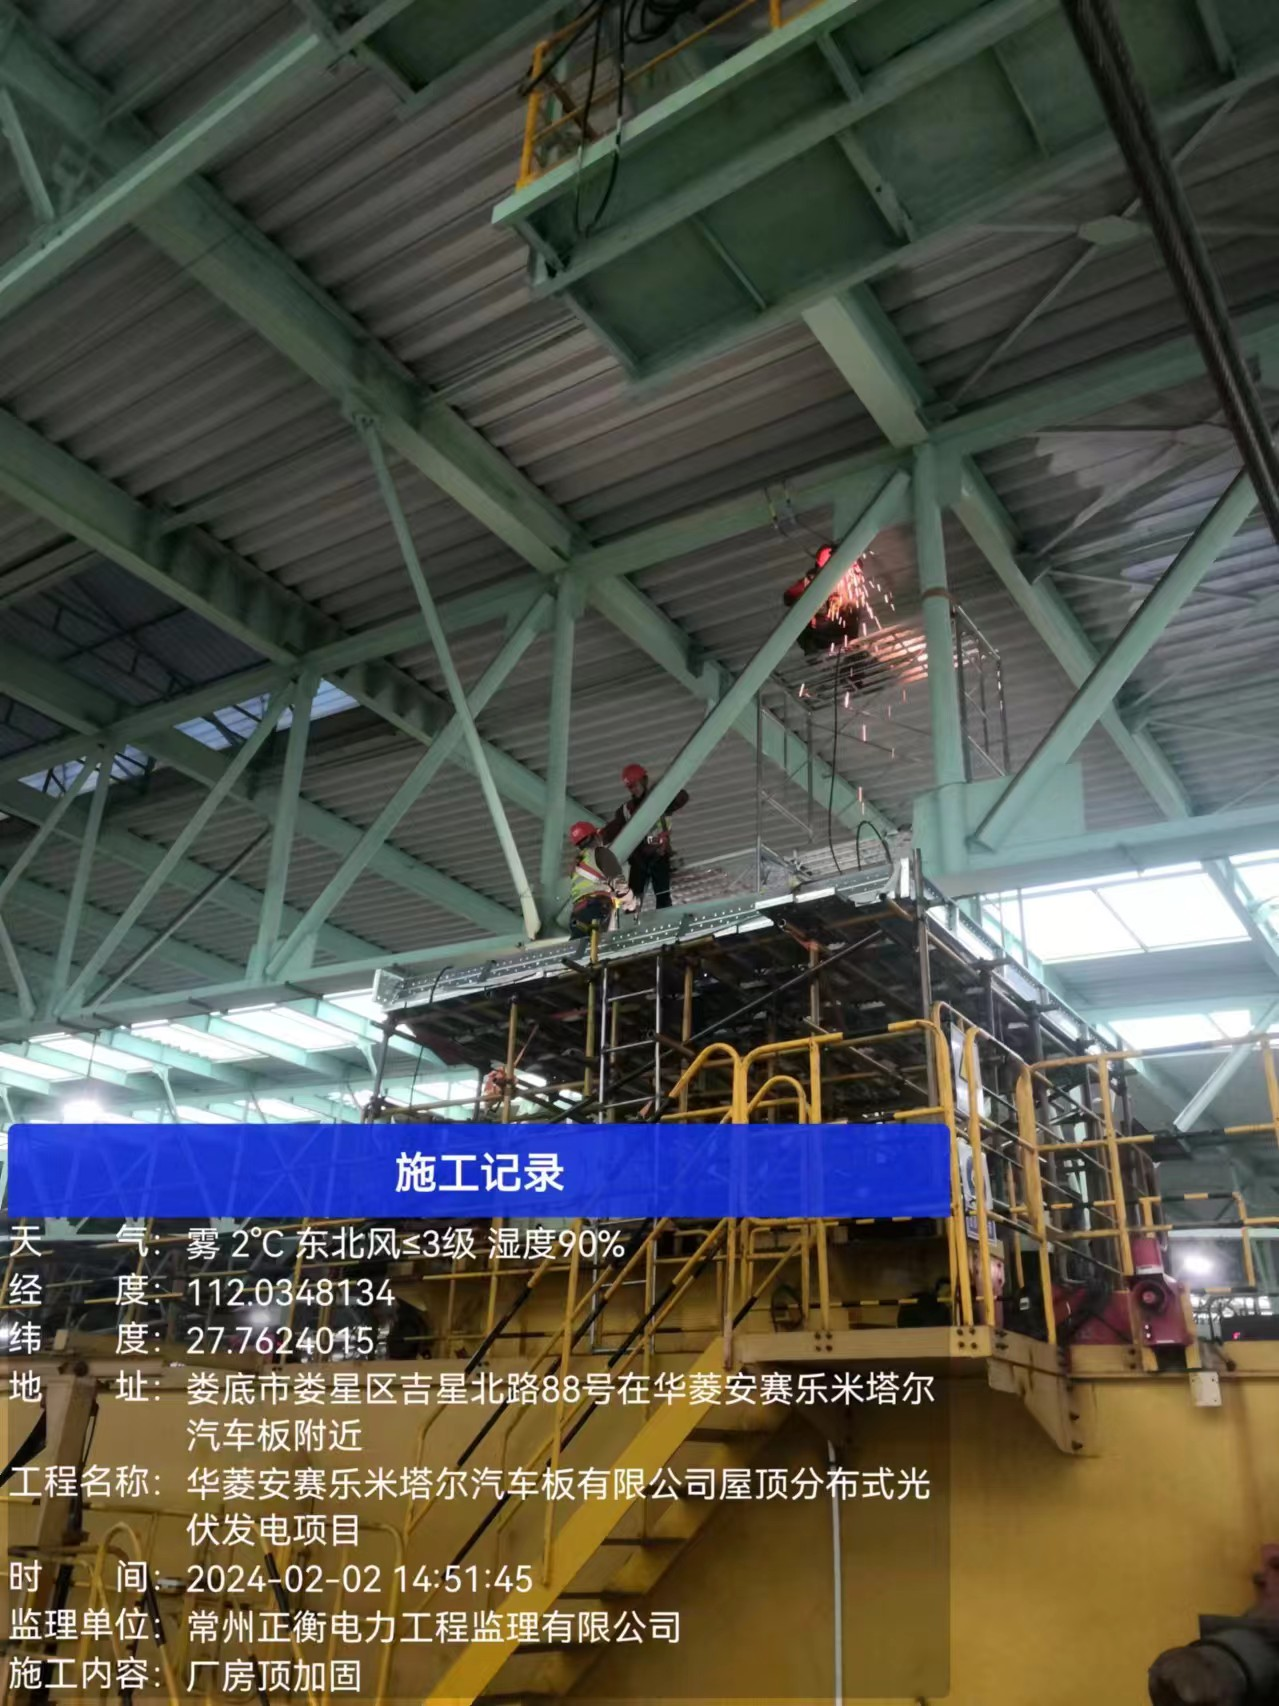 施工记录
天 气：雾 2℃ 东北风≤3级 湿度90%
经 度：112.0348134
纬 度：27.7624015
地 址：娄底市娄星区吉星北路88号在华菱安赛乐米塔尔
汽车板附近
工程名称：华菱安赛乐米塔尔汽车板有限公司屋顶分布式光
伏发电项目
时 间：2024-02-02 14:51:45
监理单位：常州正衡电力工程监理有限公司
施工内容：厂房顶加固